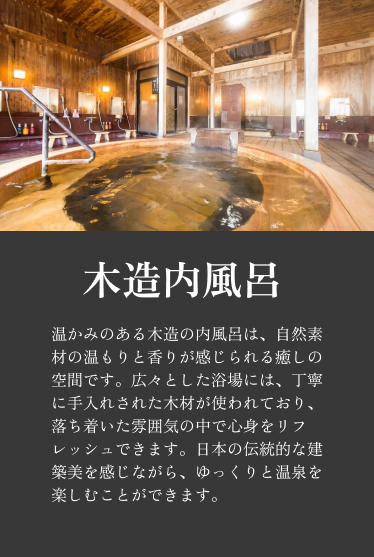 木造内風呂
温かみのある木造の内風呂は、自然素
材の温もりと香りが感じられる癒しの
空間です。広々とした浴場には、丁寧
に手入れされた木材が使われており、
落ち着いた雰囲気の中で心身をリフ
レッシュできます。日本の伝統的な建
築美を感じながら、ゆっくりと温泉を
楽しむことができます。